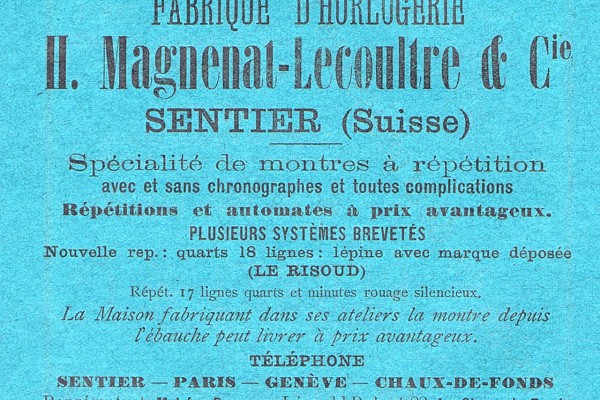 FABRIQUE D'HORLOGERIE
H. Magnenat-Lecoultre & Cie
SENTIER (Suisse)
Spécialité de montres à répétition
avec et sans chronographes et toutes complications
Répétitions et automates à prix avantageux.
PLUSIEURS SYSTÈMES BREVETÉS
Nouvelle rep.: quarts 18 lignes: lépine avec marque déposée
(LE RISOUD)
Répét. 17 lignes quarts et minutes rouage silencieux.
La Maison fabriquant dans ses ateliers la montre depuis
l'ébauche peut livrer à prix avantageux.
TÉLÉPHONE
SENTIER — PARIS — GENÈVE — CHAUX-DE-FONDS